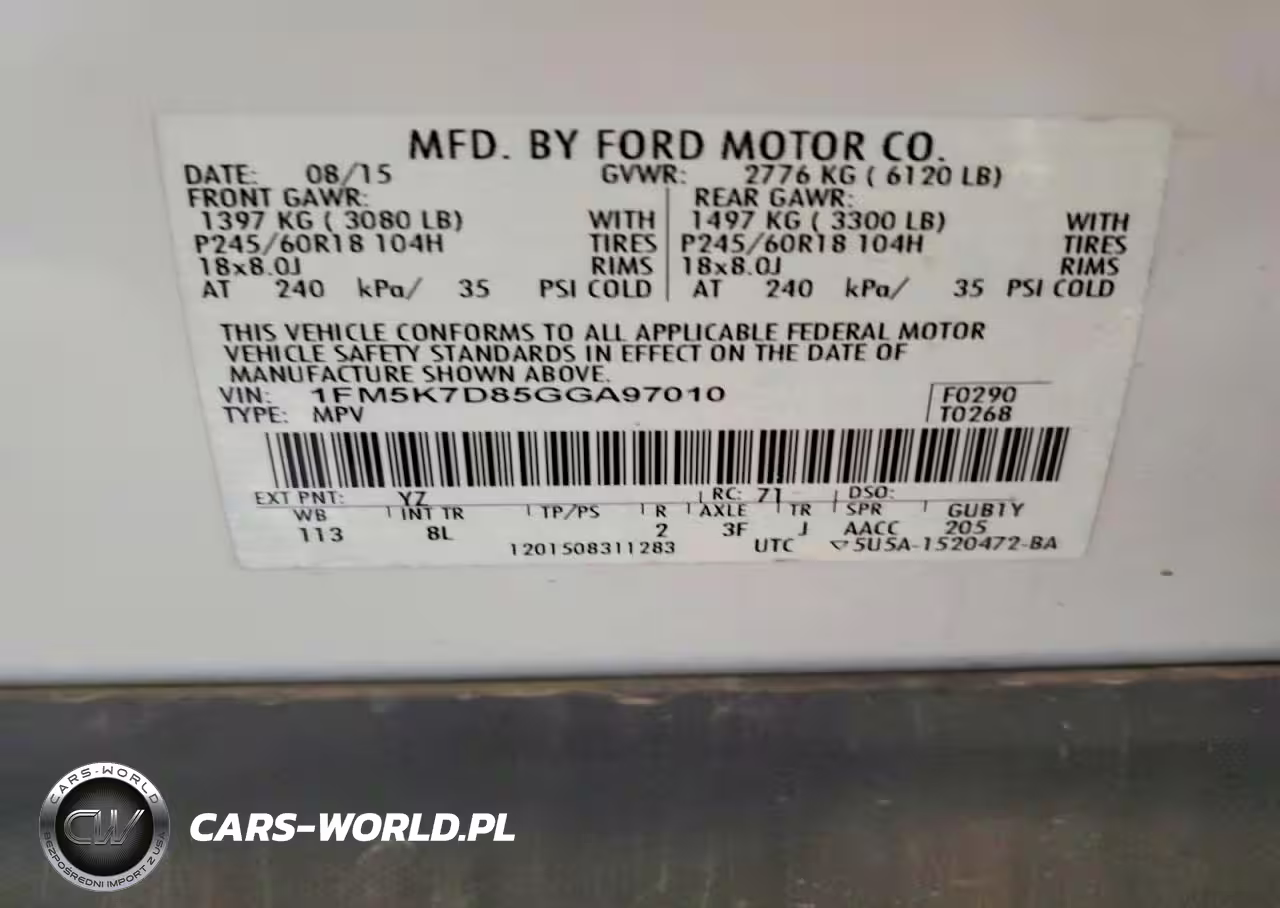 MFD. BY FORD MOTOR CO.
DATE: 08/15 GVWR: 2776 KG ( 6120 LB)
FRONT GAWR: REAR GAWR:
1397 KG ( 3080 LB) WITH 1497 KG ( 3300 LB) WITH
P245/60R18 104H TIRES P245/60R18 104H TIRES
18x8.0J RIMS 18x8.0J RIMS
AT 240 kPa/ 35 PSI COLD AT 240 kPa/ 35 PSI COLD
THIS VEHICLE CONFORMS TO ALL APPLICABLE FEDERAL MOTOR
VEHICLE SAFETY STANDARDS IN EFFECT ON THE DATE OF
MANUFACTURE SHOWN ABOVE.
VIN: 1FM5K7D85GGA97010 F0290
TYPE: MPV T0268
EXT PNT: YZ RC: 71 DSO:
WB INT TR TP/PS R AXLE TR SPR GUB1Y
113 8L 2 3F J AACC 205
1201508311283 UTC ▽5U5A-1520472-BA
CARS-WORLD
CW
BEZPOŚREDNI IMPORT Z USA
CARS-WORLD.PL